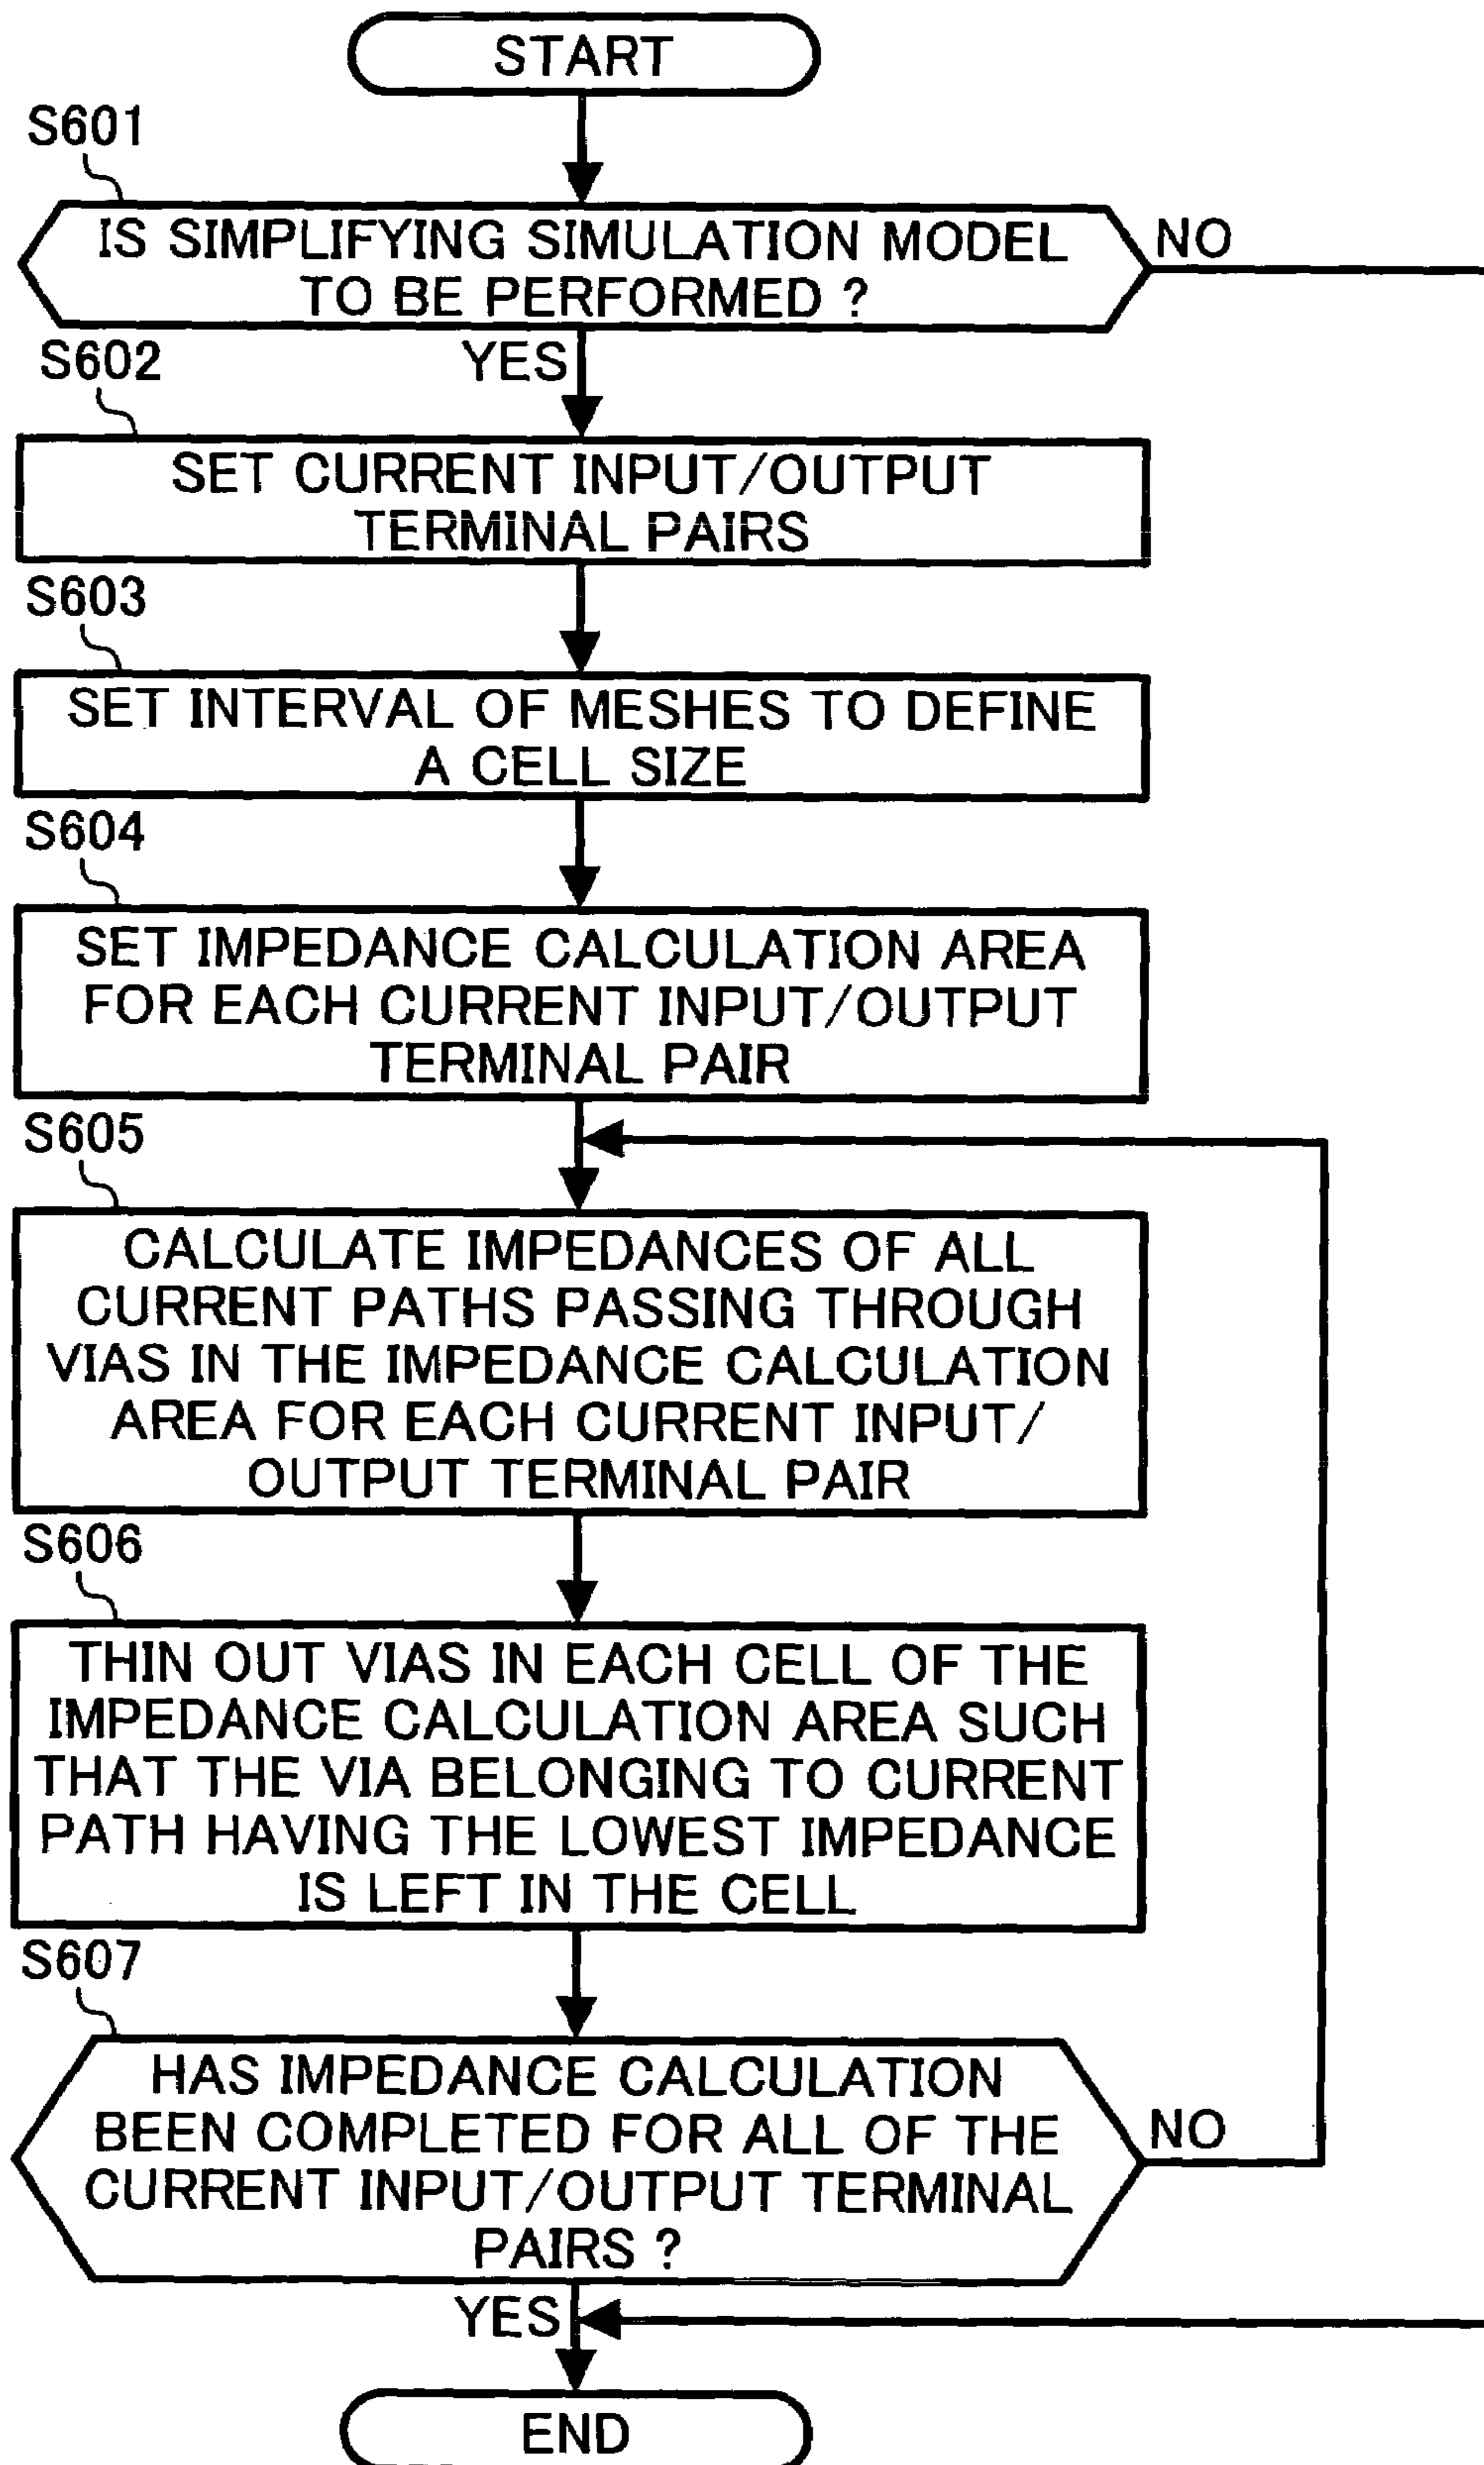 START
S601
IS SIMPLIFYING SIMULATION MODEL
TO BE PERFORMED ?
NO
YES
S602
SET CURRENT INPUT/OUTPUT
TERMINAL PAIRS
S603
SET INTERVAL OF MESHES TO DEFINE
A CELL SIZE
S604
SET IMPEDANCE CALCULATION AREA
FOR EACH CURRENT INPUT/OUTPUT
TERMINAL PAIR
S605
CALCULATE IMPEDANCES OF ALL
CURRENT PATHS PASSING THROUGH
VIAS IN THE IMPEDANCE CALCULATION
AREA FOR EACH CURRENT INPUT/
OUTPUT TERMINAL PAIR
S606
THIN OUT VIAS IN EACH CELL OF THE
IMPEDANCE CALCULATION AREA SUCH
THAT THE VIA BELONGING TO CURRENT
PATH HAVING THE LOWEST IMPEDANCE
IS LEFT IN THE CELL
S607
HAS IMPEDANCE CALCULATION
BEEN COMPLETED FOR ALL OF THE
CURRENT INPUT/OUTPUT TERMINAL
PAIRS ?
NO
YES
END